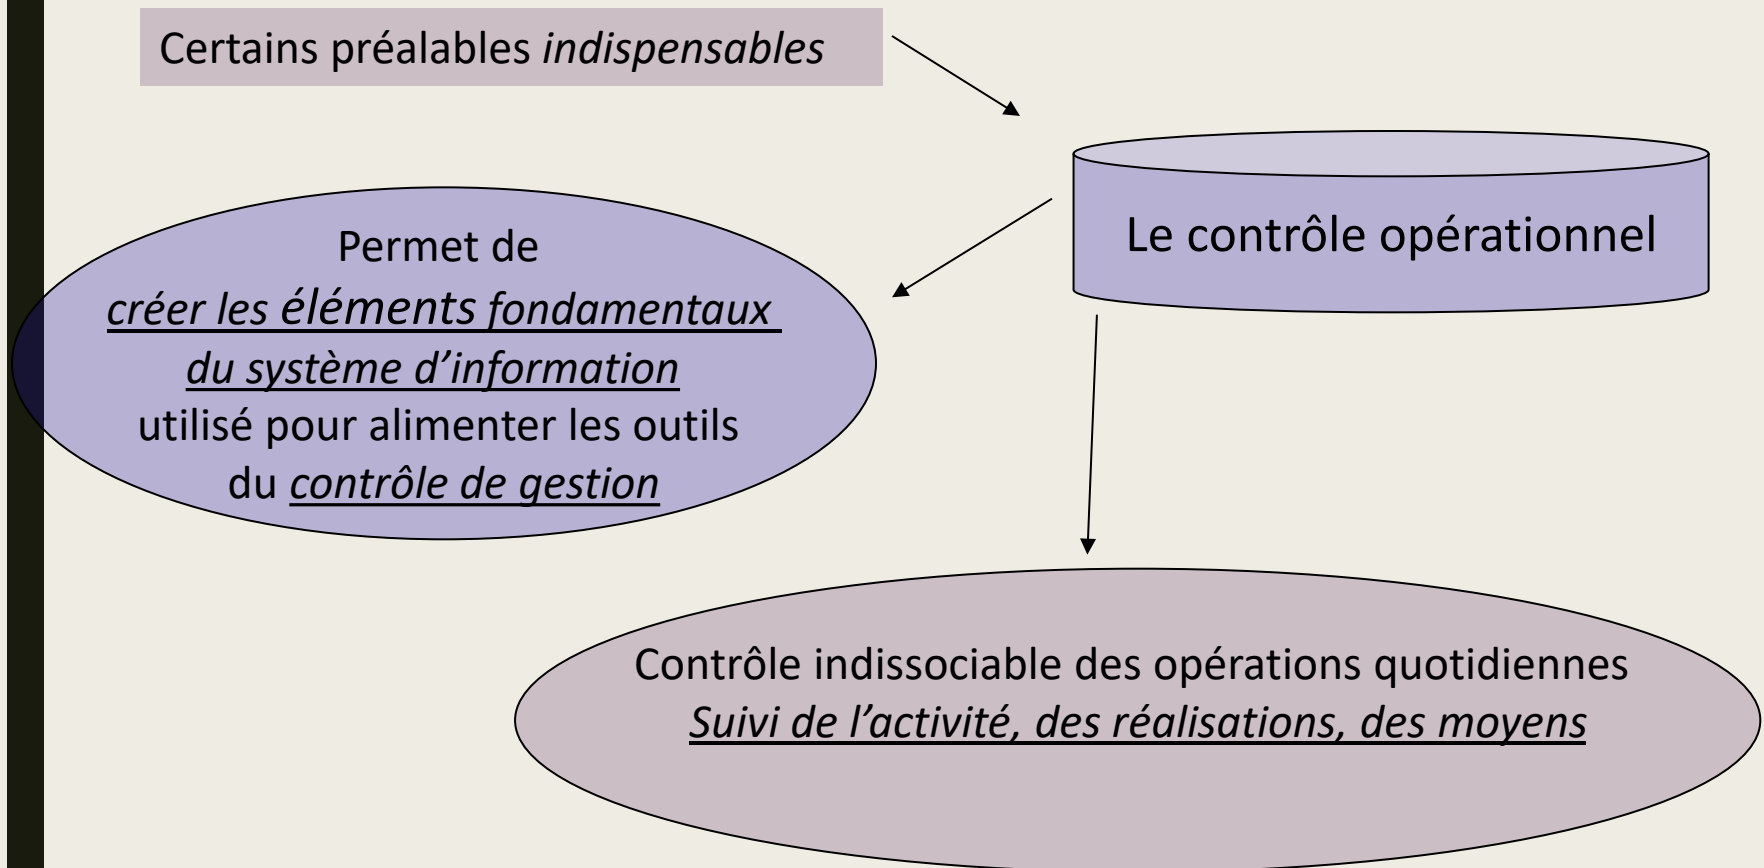 Certains préalables indispensables
Le contrôle opérationnel
Permet de
créer les éléments fondamentaux
du système d’information
utilisé pour alimenter les outils
du contrôle de gestion
Contrôle indissociable des opérations quotidiennes
Suivi de l’activité, des réalisations, des moyens